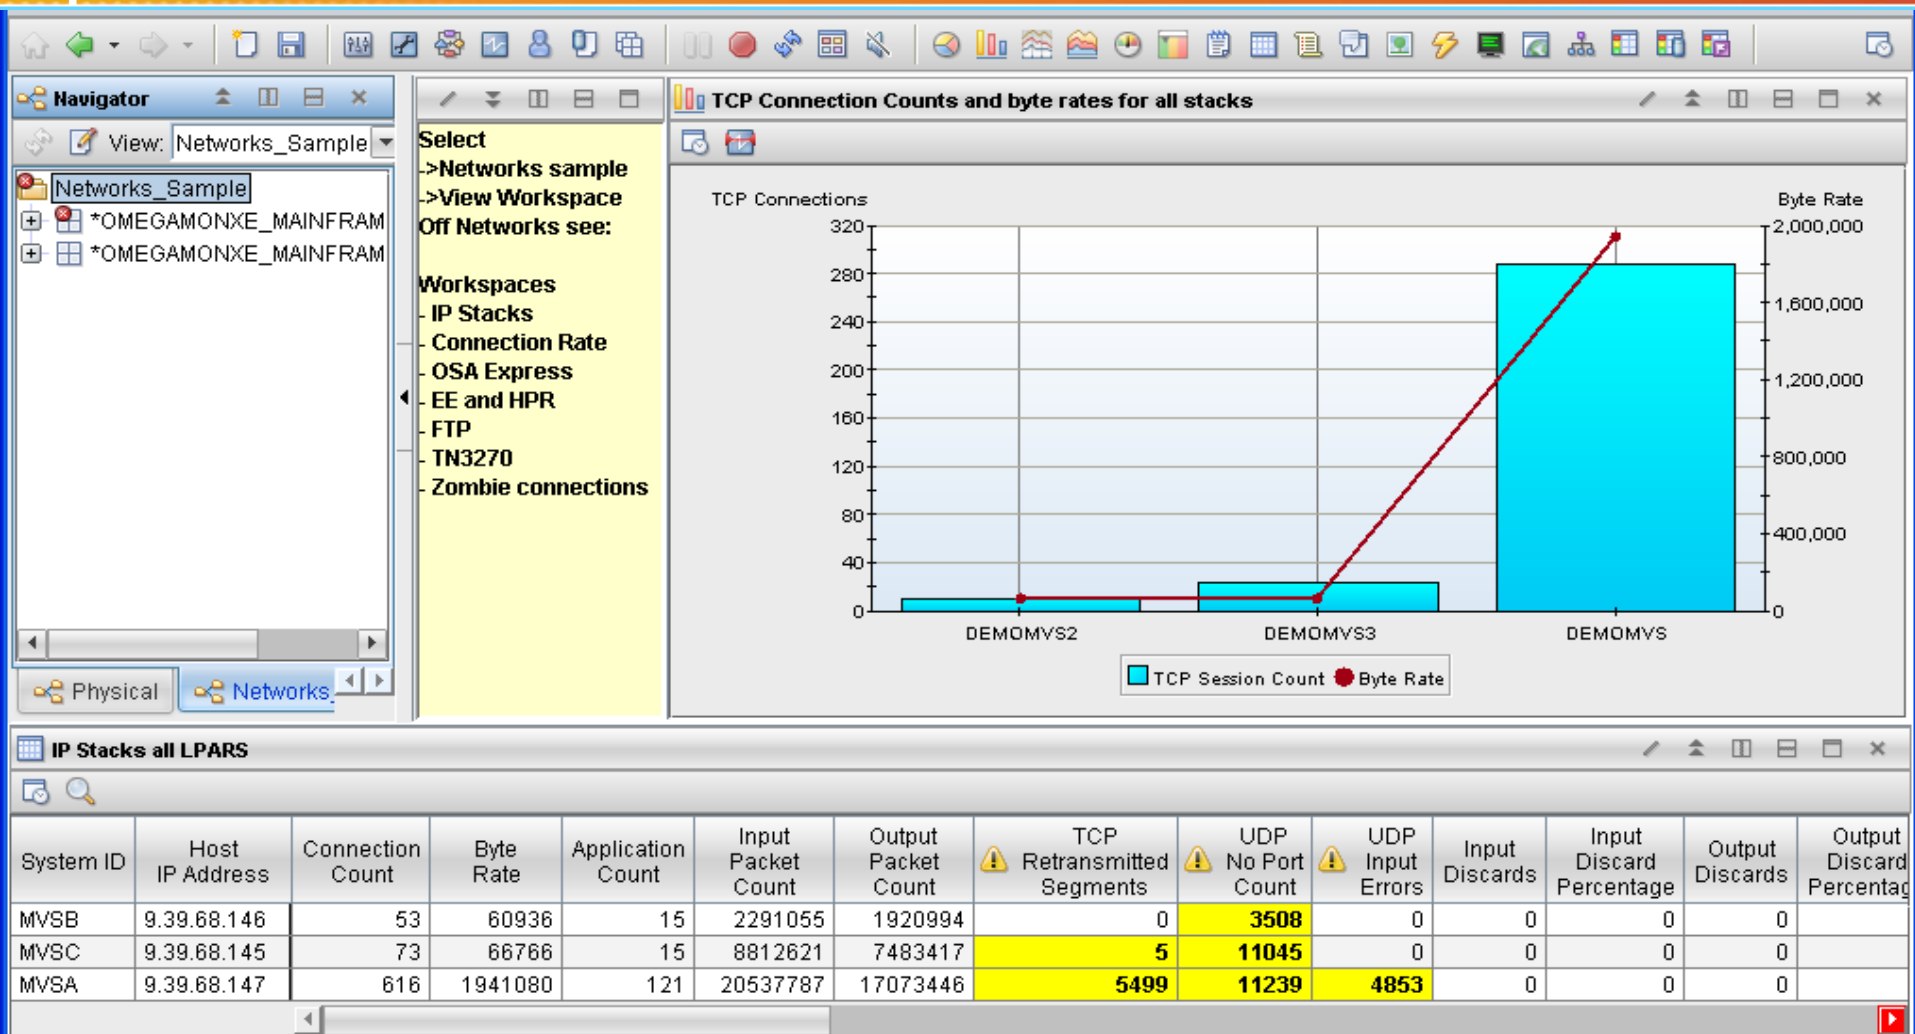 Navigator
View: Networks_Sample
Networks_Sample
*OMEGAMONXE_MAINFRAM
*OMEGAMONXE_MAINFRAM
Physical
Networks_
Select
->Networks sample
->View Workspace
Off Networks see:
Workspaces
- IP Stacks
- Connection Rate
- OSA Express
- EE and HPR
- FTP
- TN3270
- Zombie connections
TCP Connection Counts and byte rates for all stacks
TCP Connections
Byte Rate
320
280
240
200
160
120
80
40
0
2,000,000
1,600,000
1,200,000
800,000
400,000
0
DEMOMVS2 DEMOMVS3 DEMOMVS
TCP Session Count Byte Rate
IP Stacks all LPARS
System ID
Host IP Address
Connection Count
Byte Rate
Application Count
Input Packet Count
Output Packet Count
TCP Retransmitted Segments
UDP No Port Count
UDP Input Errors
Input Discards
Input Discard Percentage
Output Discards
Output Discard Percentag
MVSB 9.39.68.146 53 60936 15 2291055 1920994 0 3508 0 0 0 0
MVSC 9.39.68.145 73 66766 15 8812621 7483417 5 11045 0 0 0 0
MVSA 9.39.68.147 616 1941080 121 20537787 17073446 5499 11239 4853 0 0 0